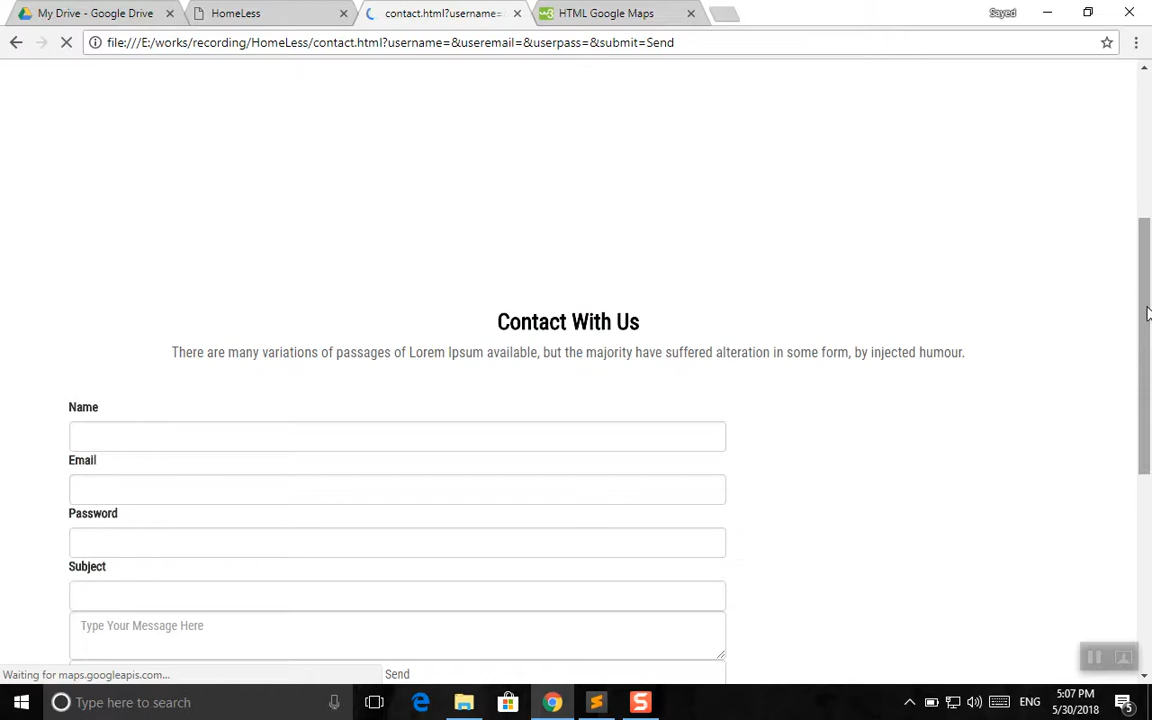 My Drive - Google Drive
HomeLess
contact.html?username=
HTML Google Maps
Sayed
file:///E:/works/recording/HomeLess/contact.html?username=&useremail=&userpass=&submit=Send
Contact With Us
There are many variations of passages of Lorem Ipsum available, but the majority have suffered alteration in some form, by injected humour.
Name
Email
Password
Subject
Type Your Message Here
Waiting for maps.googleapis.com...
Send
Type here to search
ENG
5:07 PM
5/30/2018
5